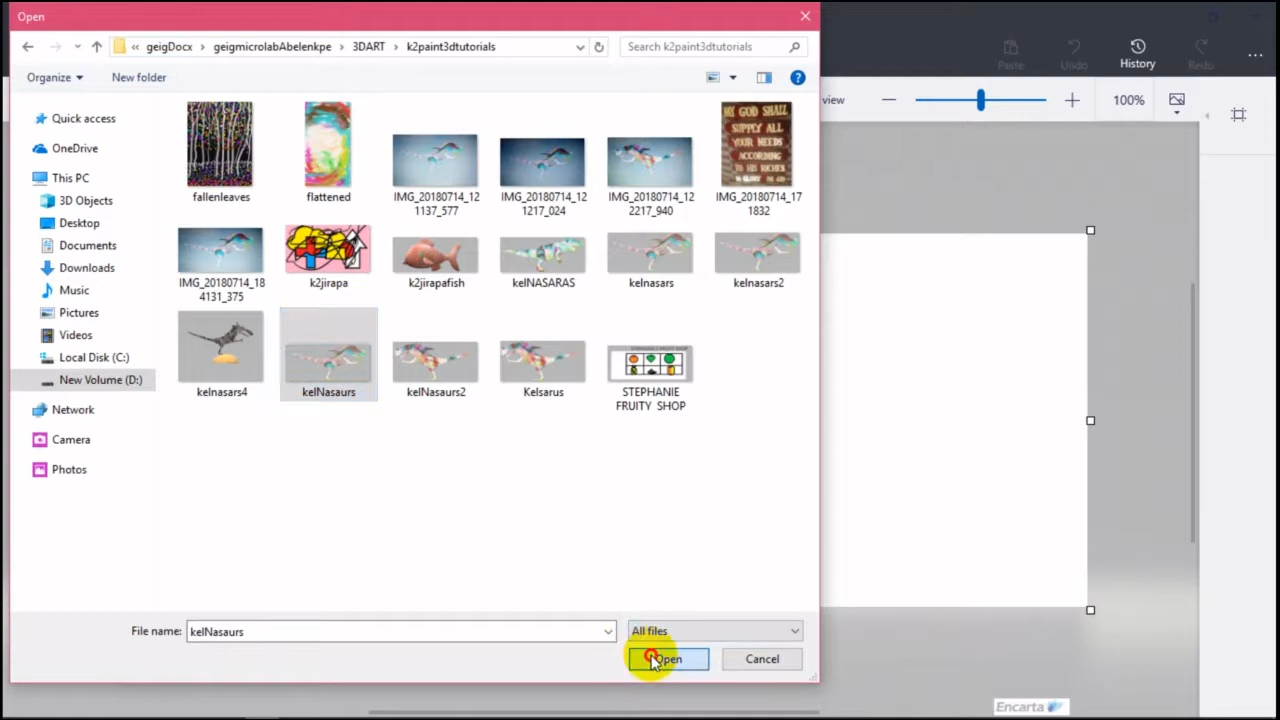 Open
« geigDocx > geigmicrolabAbelenkpe > 3DART > k2paint3dtutorials
Search k2paint3dtutorials
Paste
Undo
History
Redo
Organize
New folder
view
100%
Quick access
OneDrive
This PC
3D Objects
Desktop
Documents
Downloads
Music
Pictures
Videos
Local Disk (C:)
New Volume (D:)
Network
Camera
Photos
MY GOD SHALL
SUPPLY ALL
YOUR NEEDS
ACCORDING
TO HIS RICHES
fallenleaves
flattened
IMG_20180714_12
1137_577
IMG_20180714_12
1217_024
IMG_20180714_12
2217_940
IMG_20180714_17
1832
IMG_20180714_18
4131_375
k2jirapa
k2jirapafish
kelNASARAS
kelnasars
kelnasars2
kelnasars4
kelNasaurs
kelNasaurs2
Kelsarus
STEPHANIE
FRUITY SHOP
File name:
kelNasaurs
All files
Open
Cancel
Encarta